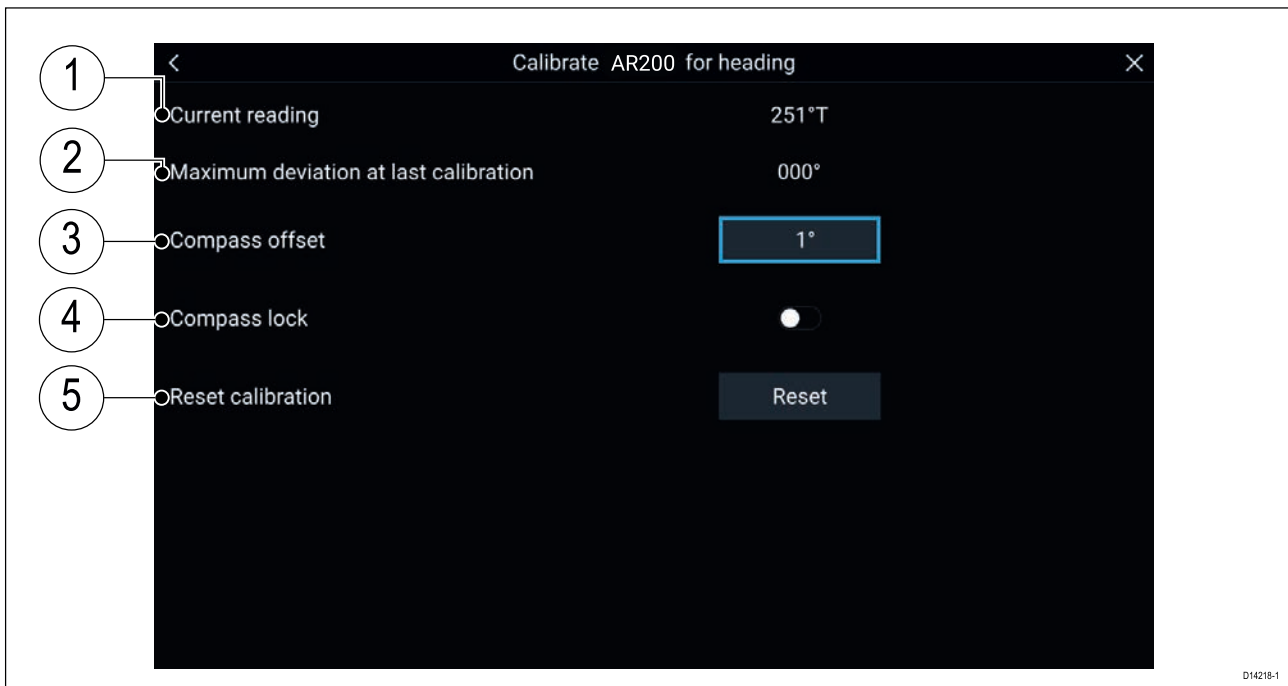 Calibrate AR200 for heading
1
Current reading 251°T
2
Maximum deviation at last calibration 000°
3
Compass offset 1°
4
Compass lock
5
Reset calibration Reset
D14218-1